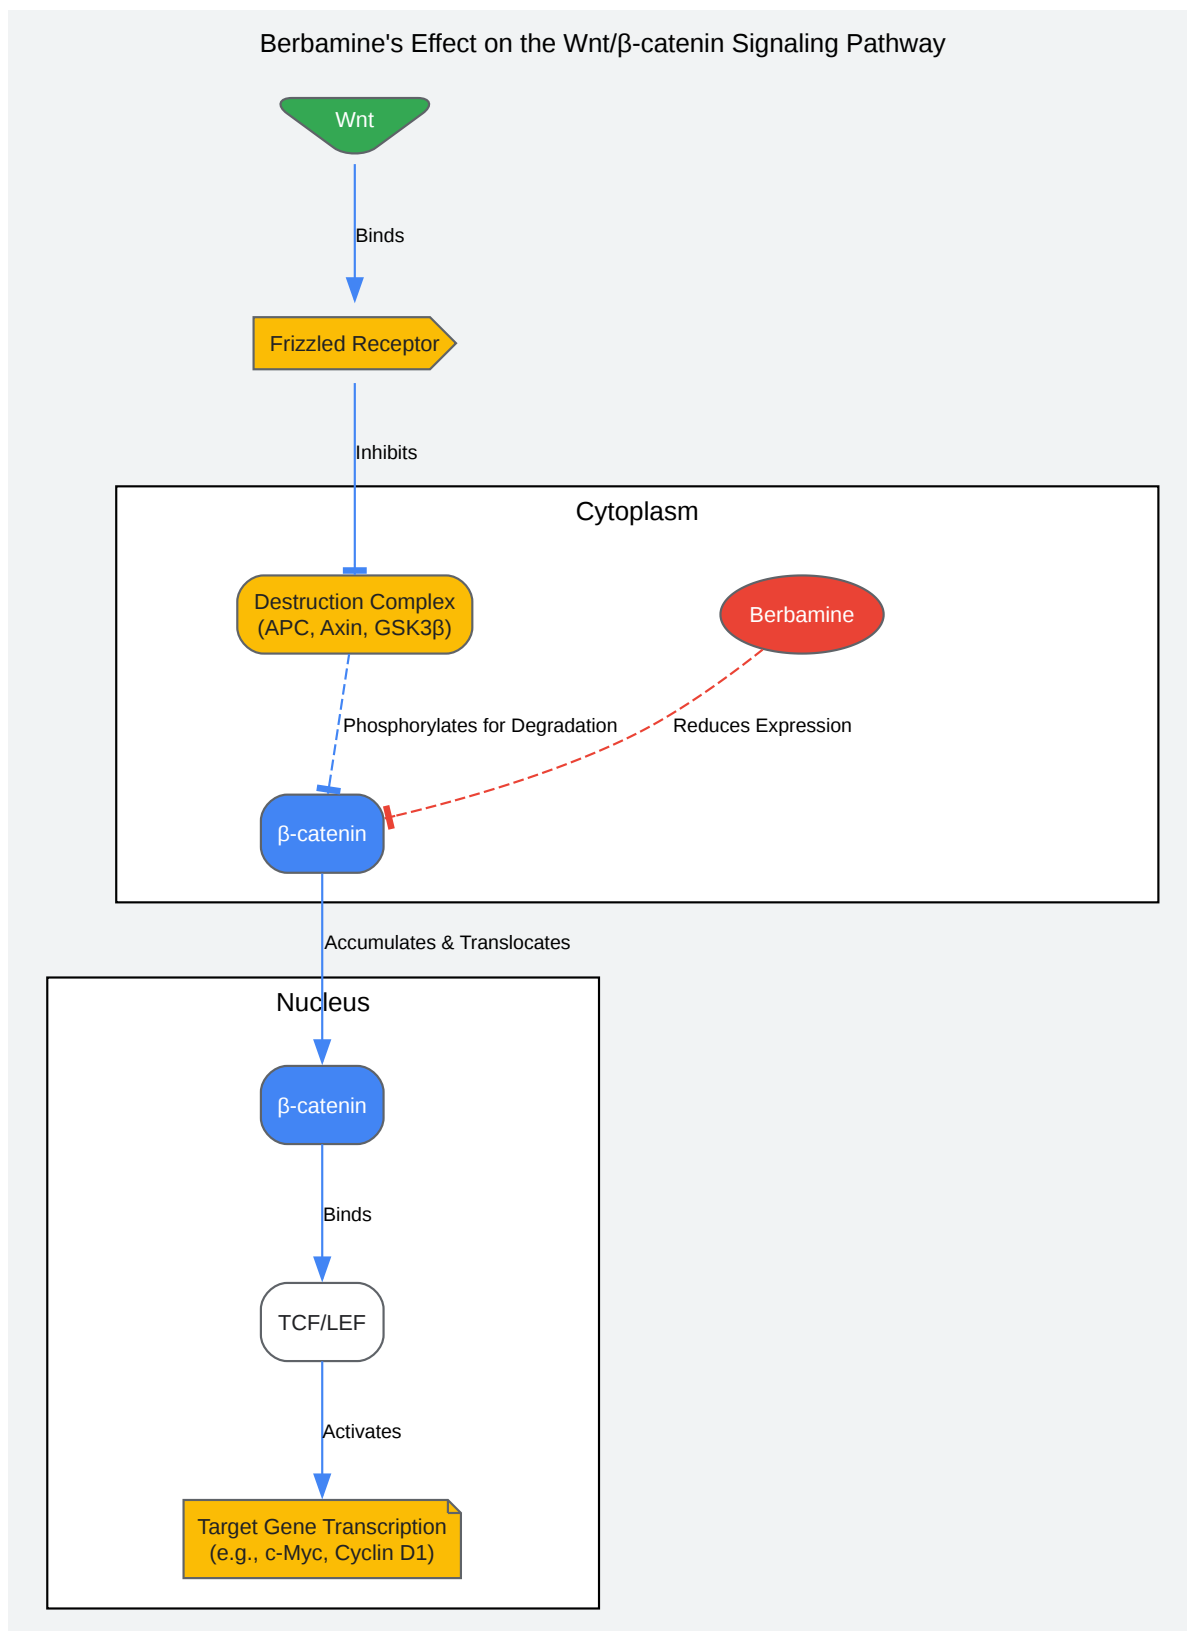 Berbamine's Effect on the Wnt/β-catenin Signaling Pathway
Wnt
Binds
Frizzled Receptor
Inhibits
Cytoplasm
Destruction Complex
(APC, Axin, GSK3β)
Berbamine
Phosphorylates for Degradation
Reduces Expression
β-catenin
Accumulates & Translocates
Nucleus
β-catenin
Binds
TCF/LEF
Activates
Target Gene Transcription
(e.g., c-Myc, Cyclin D1)